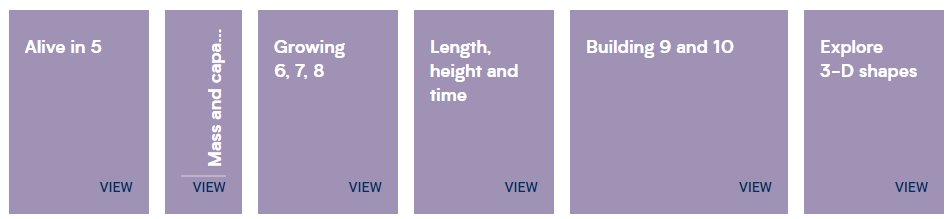 Alive in 5
VIEW
Mass and capa...
VIEW
Growing
6, 7, 8
VIEW
Length,
height and
time
VIEW
Building 9 and 10
VIEW
Explore
3-D shapes
VIEW